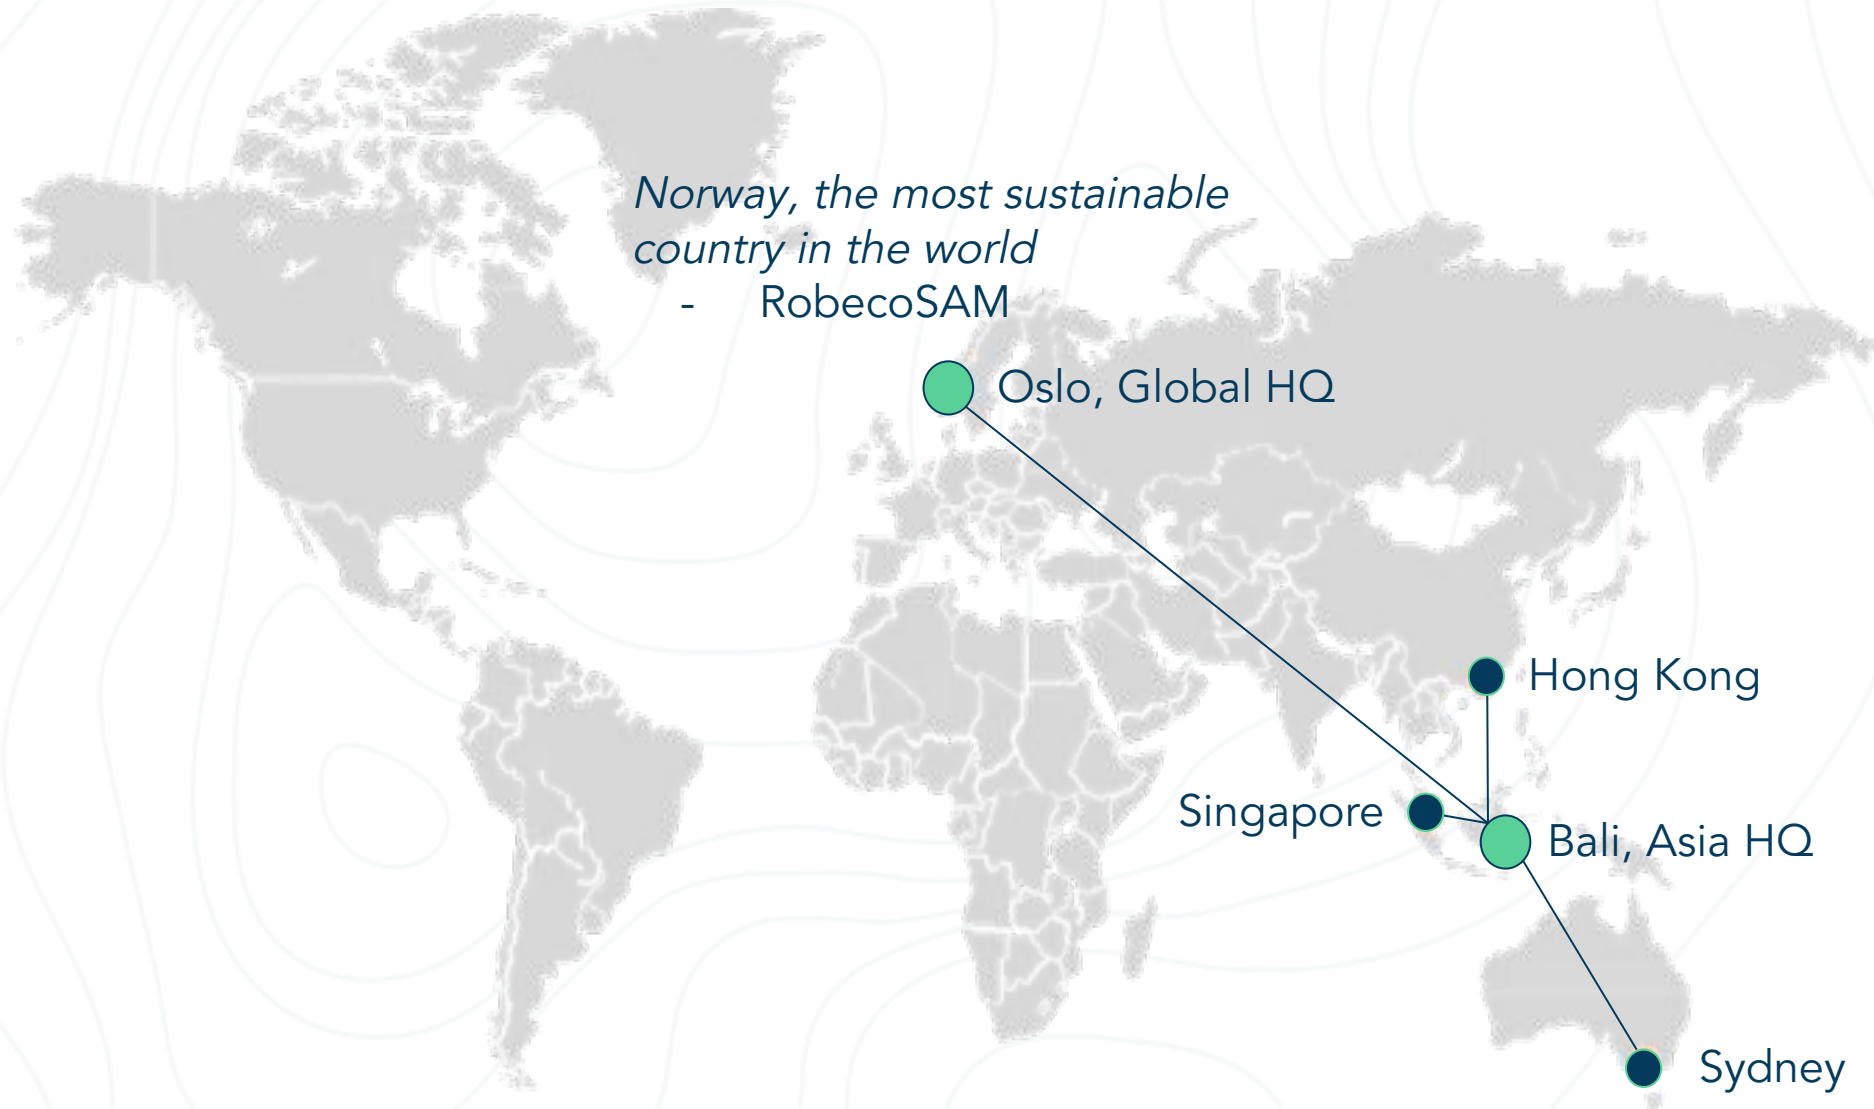 Norway, the most sustainable
country in the world
- RobecoSAM
Oslo, Global HQ
Hong Kong
Singapore
Bali, Asia HQ
Sydney